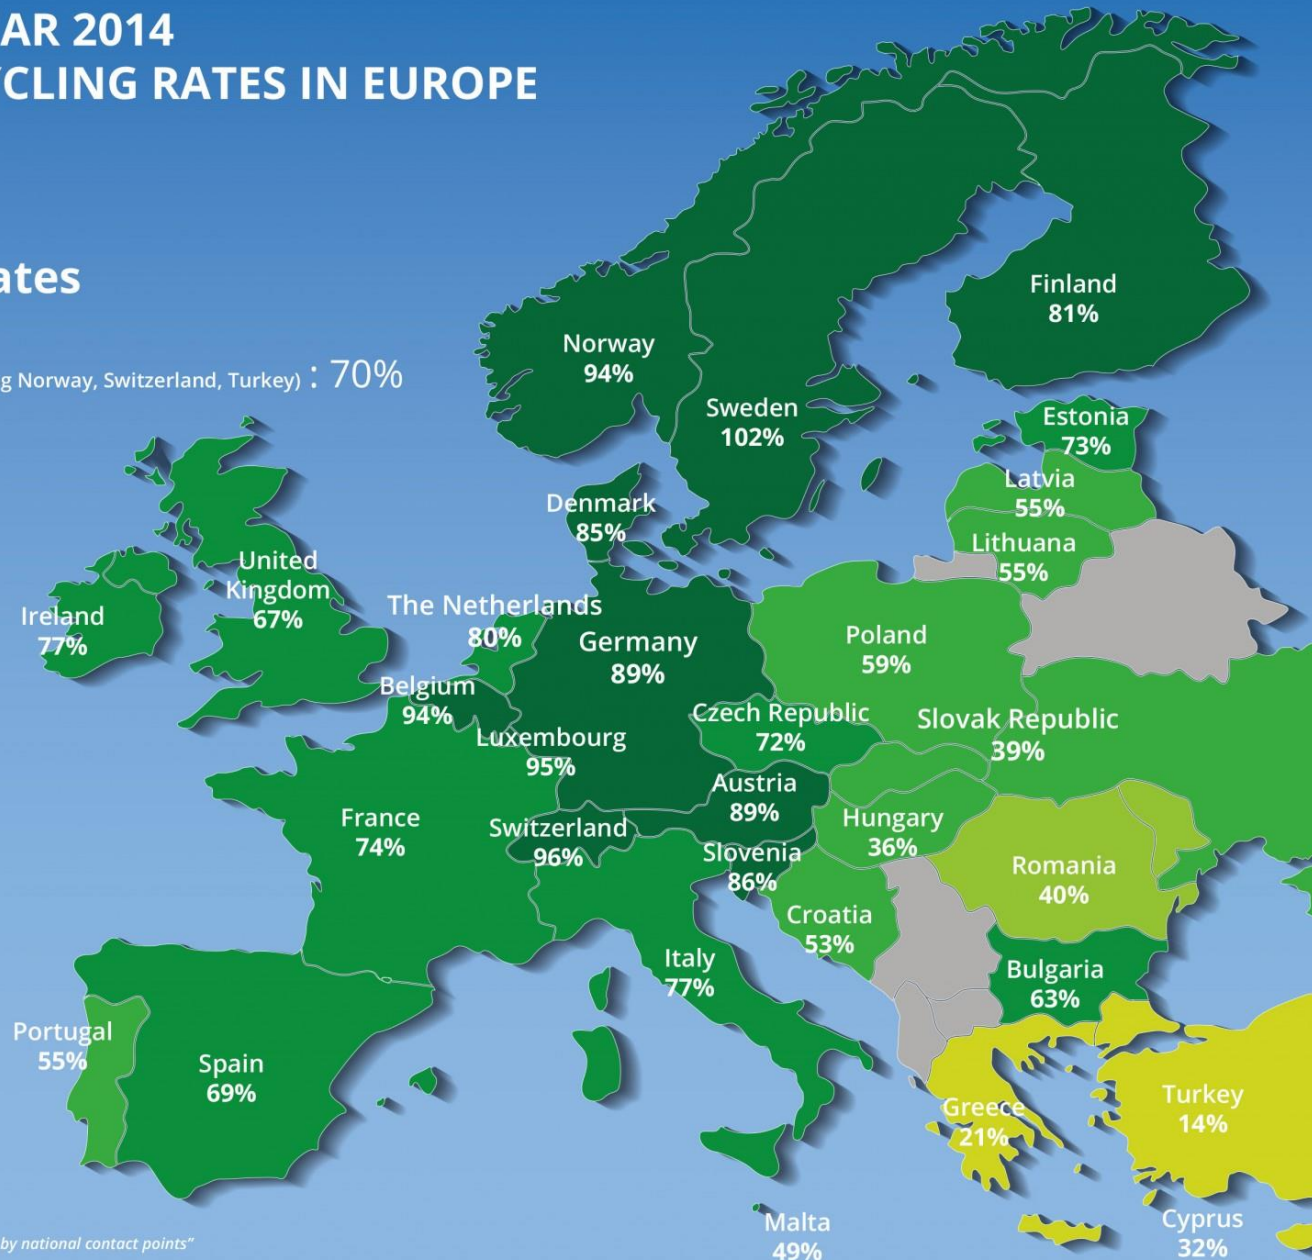 AR 2014
CLING RATES IN EUROPE
ates
g Norway, Switzerland, Turkey) : 70%
Finland
81%
Norway
94%
Sweden
102%
Estonia
73%
Latvia
55%
Lithuana
55%
Denmark
85%
United
Kingdom
67%
Ireland
77%
The Netherlands
80%
Germany
89%
Poland
59%
Belgium
94%
Luxembourg
95%
Czech Republic
72%
Slovak Republic
39%
Austria
89%
France
74%
Switzerland
96%
Hungary
36%
Slovenia
86%
Romania
40%
Croatia
53%
Italy
77%
Bulgaria
63%
Portugal
55%
Spain
69%
Greece
21%
Turkey
14%
Malta
49%
Cyprus
32%
by national contact points”